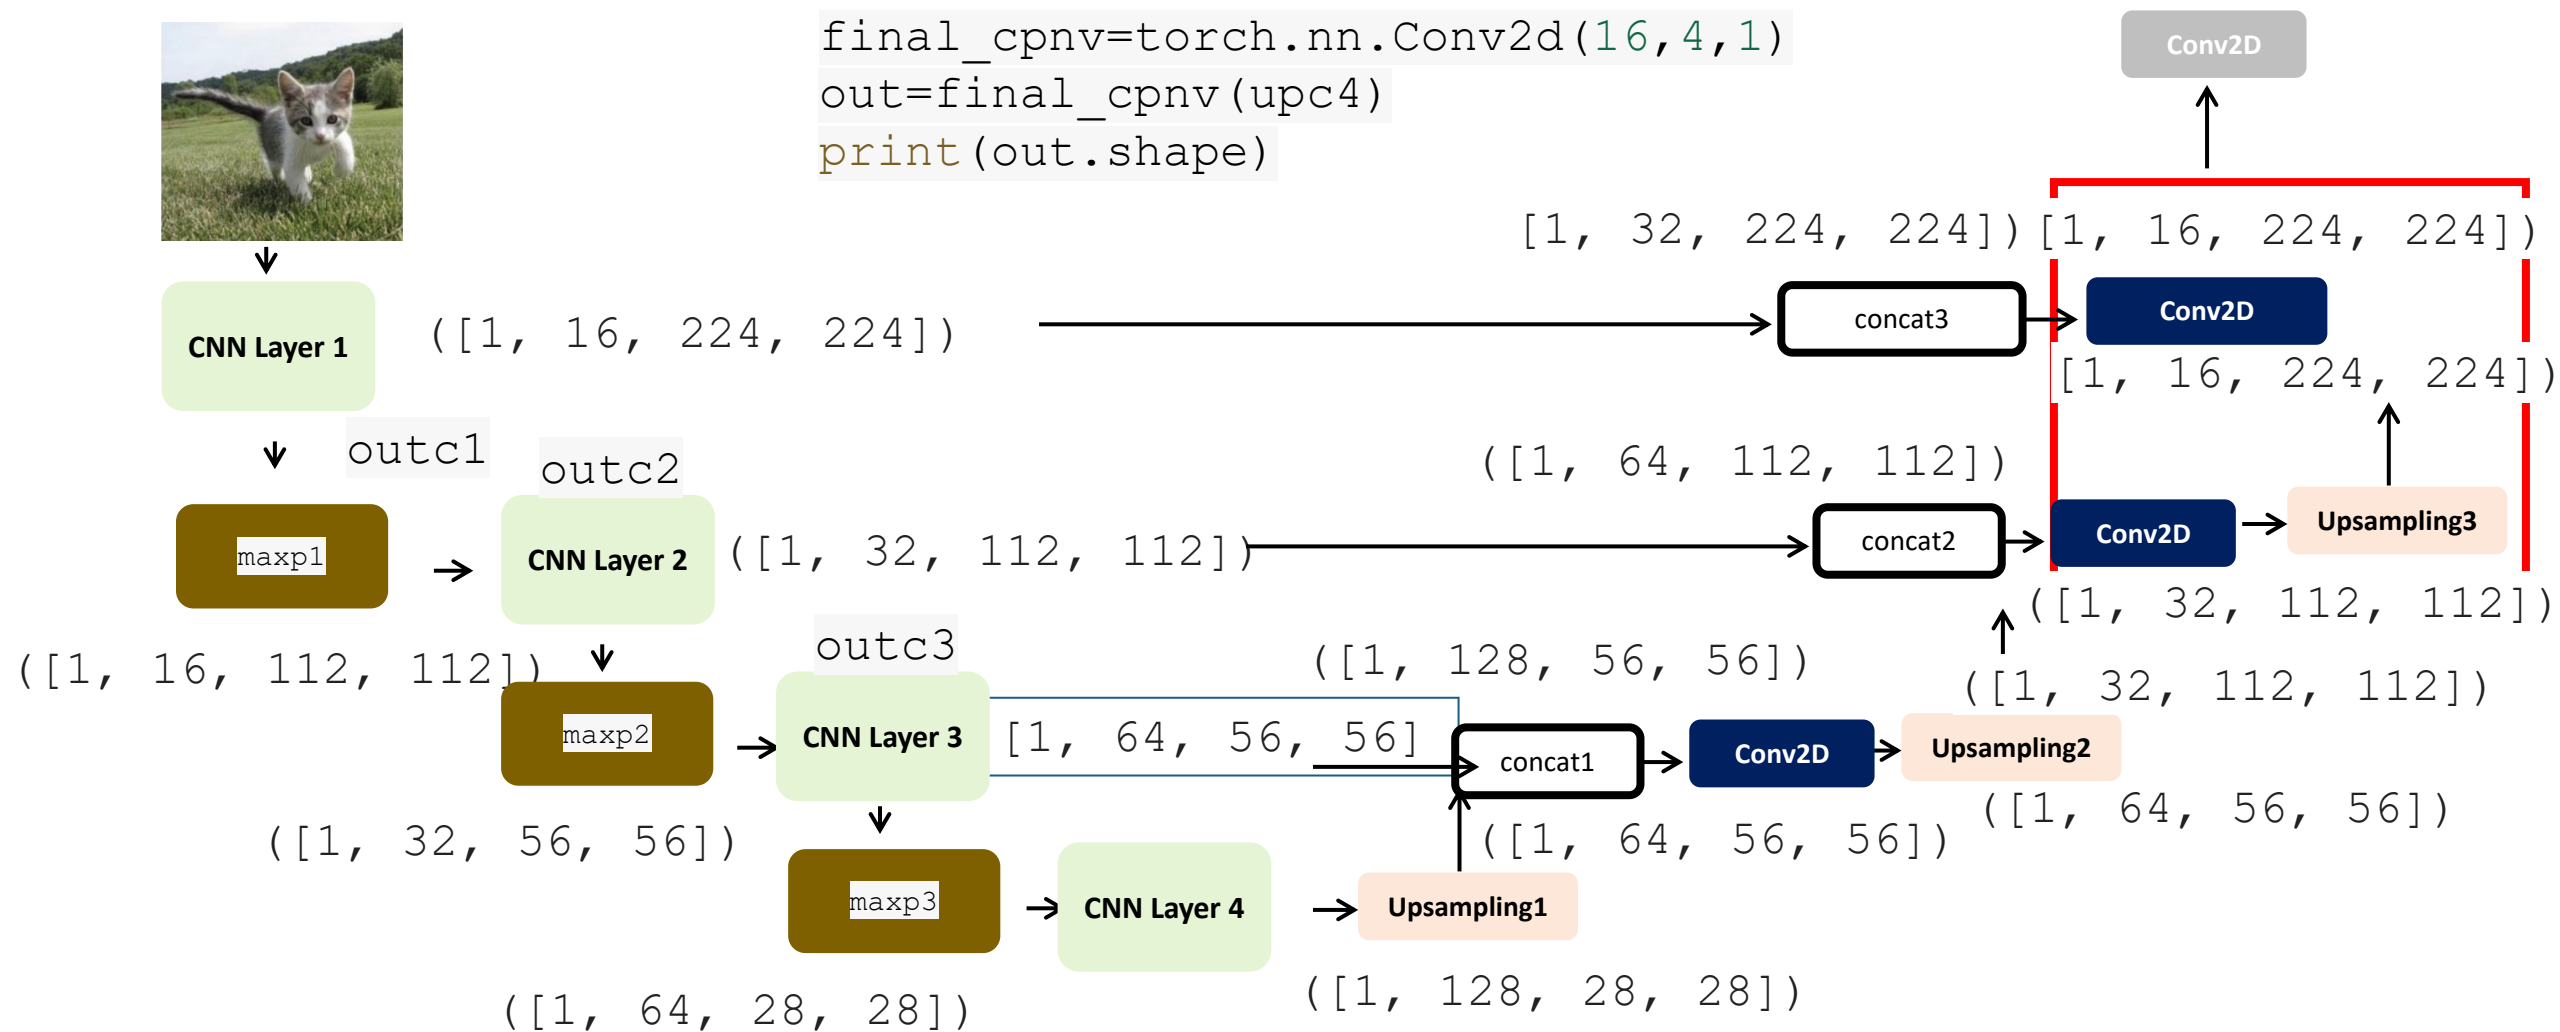 final_cpnv=torch.nn.Conv2d(16,4,1)
out=final_cpnv(upc4)
print(out.shape)
Conv2D
[1, 32, 224, 224])
[1, 16, 224, 224])
CNN Layer 1
([1, 16, 224, 224])
concat3
Conv2D
[1, 16, 224, 224])
outc1
outc2
([1, 64, 112, 112])
maxp1
CNN Layer 2
([1, 32, 112, 112])
concat2
Conv2D
Upsampling3
([1, 32, 112, 112])
([1, 16, 112, 112])
outc3
([1, 128, 56, 56])
([1, 32, 112, 112])
maxp2
CNN Layer 3
[1, 64, 56, 56]
concat1
Conv2D
Upsampling2
([1, 64, 56, 56])
([1, 32, 56, 56])
([1, 64, 56, 56])
maxp3
CNN Layer 4
Upsampling1
([1, 64, 28, 28])
([1, 128, 28, 28])